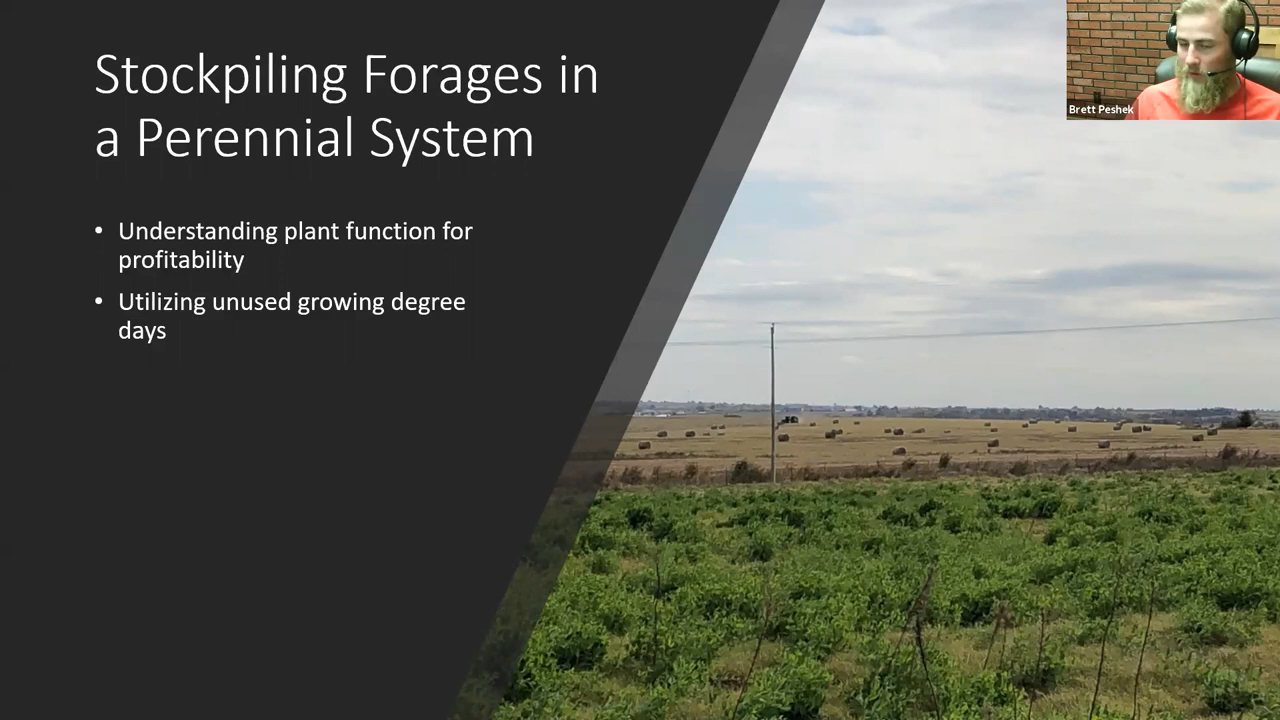 Stockpiling Forages in
a Perennial System
• Understanding plant function for
profitability
• Utilizing unused growing degree
days
Brett Peshek